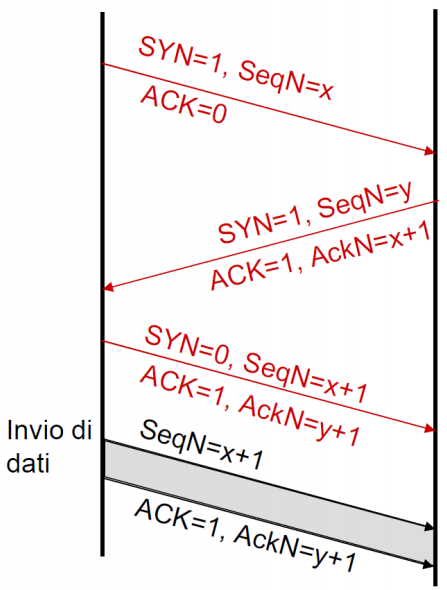 SYN=1, SeqN=x
ACK=0
SYN=1, SeqN=y
ACK=1, AckN=x+1
SYN=0, SeqN=x+1
ACK=1, AckN=y+1
Invio di
dati
SeqN=x+1
ACK=1, AckN=y+1